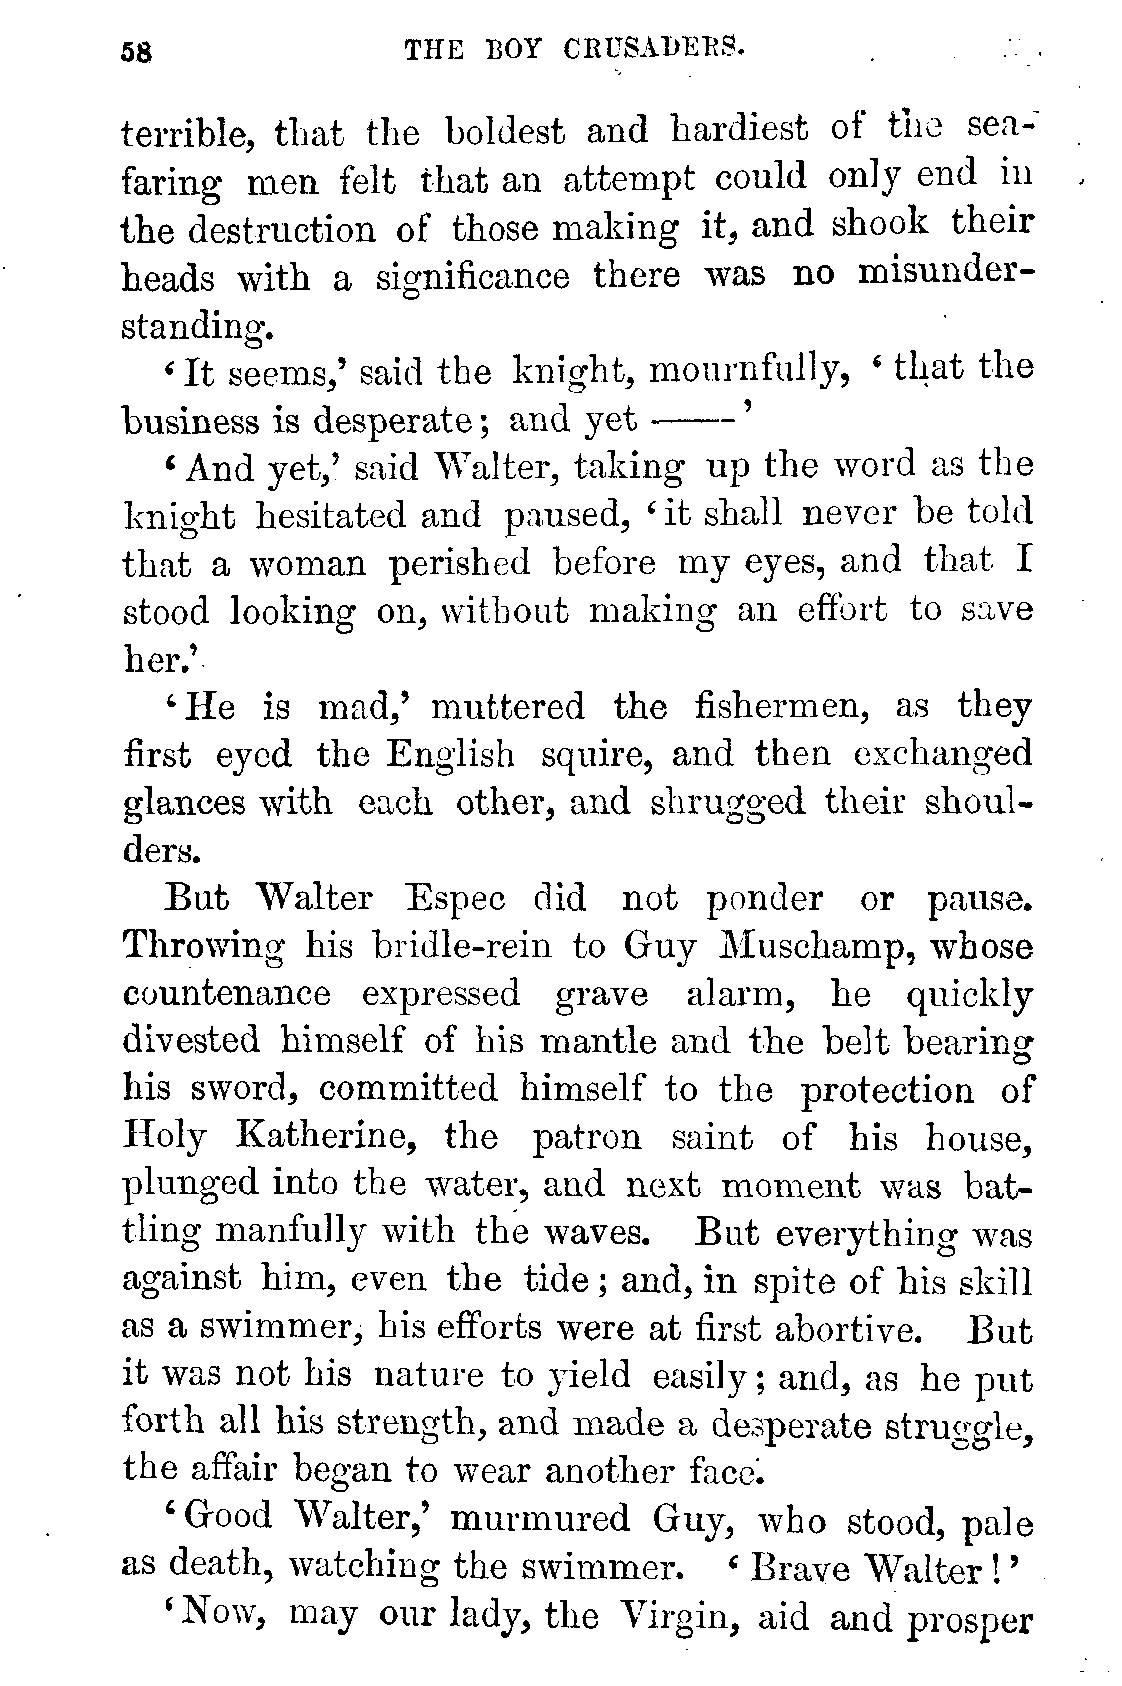 58 THE BOY CRUSADERS.
terrible, that the boldest and hardiest of the sea-
faring men felt that an attempt could only end in
the destruction of those making it, and shook their
heads with a significance there was no misunder-
standing.
‘It seems,’ said the knight, mournfully, ‘that the
business is desperate; and yet ——’
‘And yet,’ said Walter, taking up the word as the
knight hesitated and paused, ‘it shall never be told
that a woman perished before my eyes, and that I
stood looking on, without making an effort to save
her.’
‘He is mad,’ muttered the fishermen, as they
first eyed the English squire, and then exchanged
glances with each other, and shrugged their shoul-
ders.
But Walter Espec did not ponder or pause.
Throwing his bridle-rein to Guy Muschamp, whose
countenance expressed grave alarm, he quickly
divested himself of his mantle and the belt bearing
his sword, committed himself to the protection of
Holy Katherine, the patron saint of his house,
plunged into the water, and next moment was bat-
tling manfully with the waves. But everything was
against him, even the tide; and, in spite of his skill
as a swimmer, his efforts were at first abortive. But
it was not his nature to yield easily; and, as he put
forth all his strength, and made a desperate struggle,
the affair began to wear another face.
‘Good Walter,’ murmured Guy, who stood, pale
as death, watching the swimmer. ‘Brave Walter!’
‘Now, may our lady, the Virgin, aid and prosper